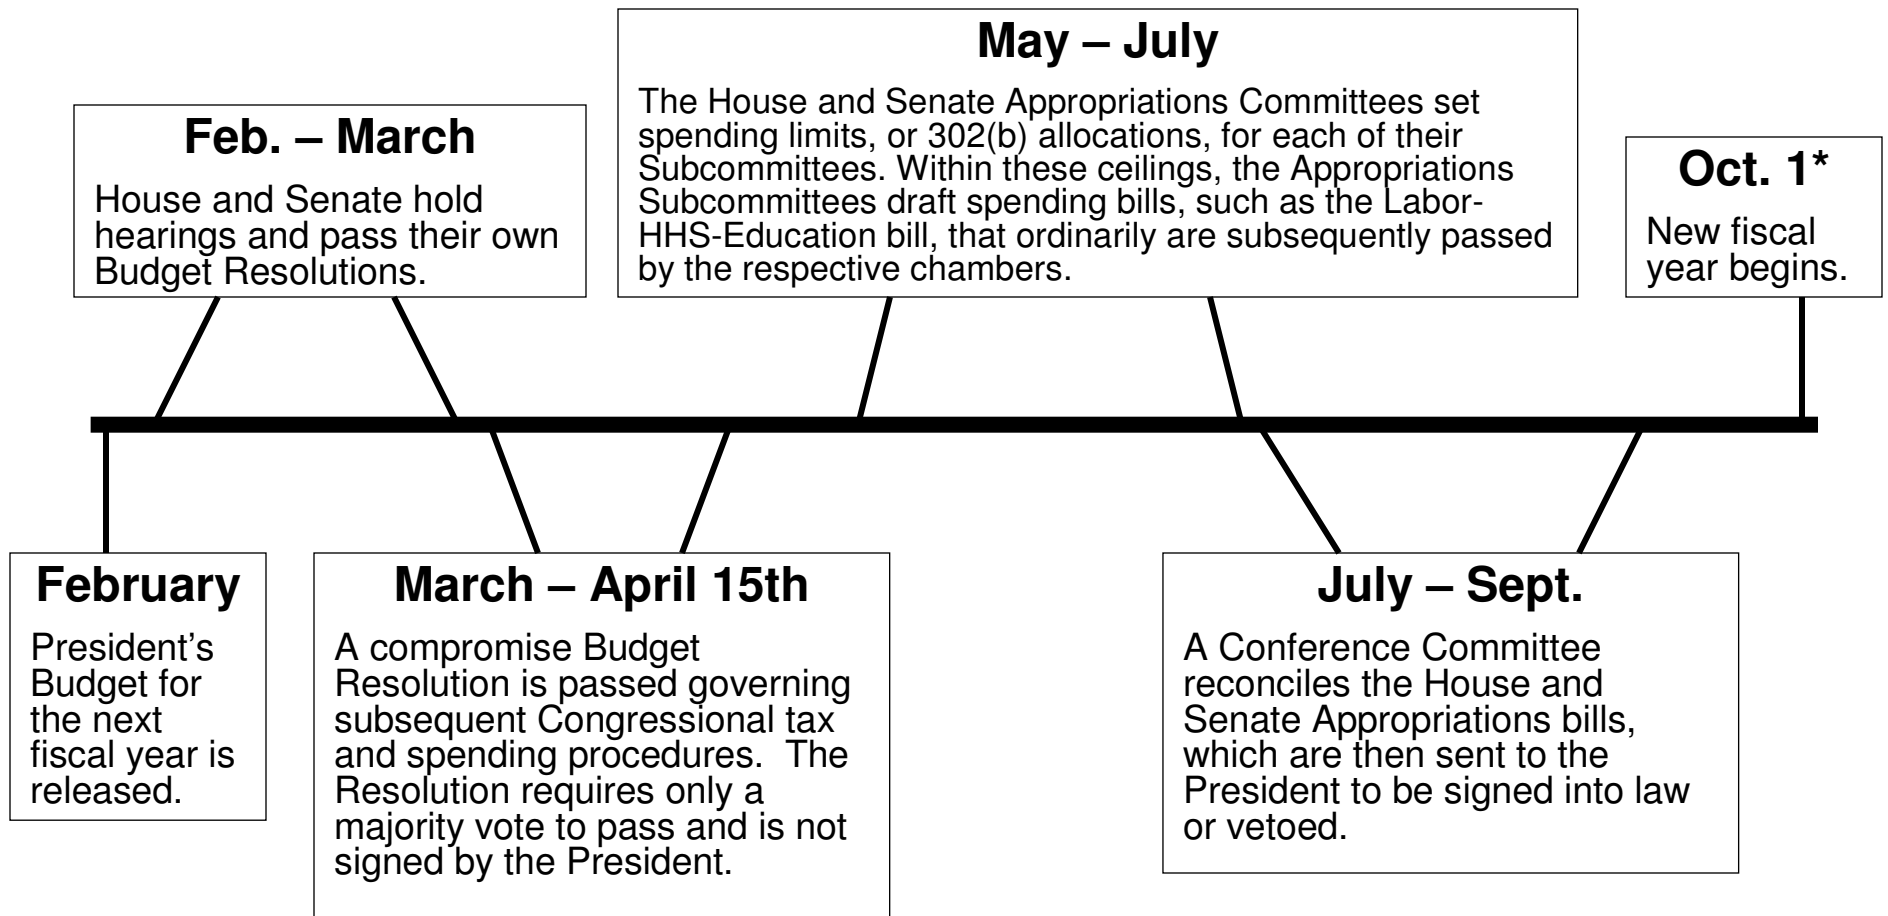 May – July
The House and Senate Appropriations Committees set
spending limits, or 302(b) allocations, for each of their
Subcommittees. Within these ceilings, the Appropriations
Subcommittees draft spending bills, such as the Labor-
HHS-Education bill, that ordinarily are subsequently passed
by the respective chambers.
Feb. – March
House and Senate hold
hearings and pass their own
Budget Resolutions.
Oct. 1*
New fiscal
year begins.
February
President's
Budget for
the next
fiscal year is
released.
March – April 15th
A compromise Budget
Resolution is passed governing
subsequent Congressional tax
and spending procedures.  The
Resolution requires only a
majority vote to pass and is not
signed by the President.
July – Sept.
A Conference Committee
reconciles the House and
Senate Appropriations bills,
which are then sent to the
President to be signed into law
or vetoed.